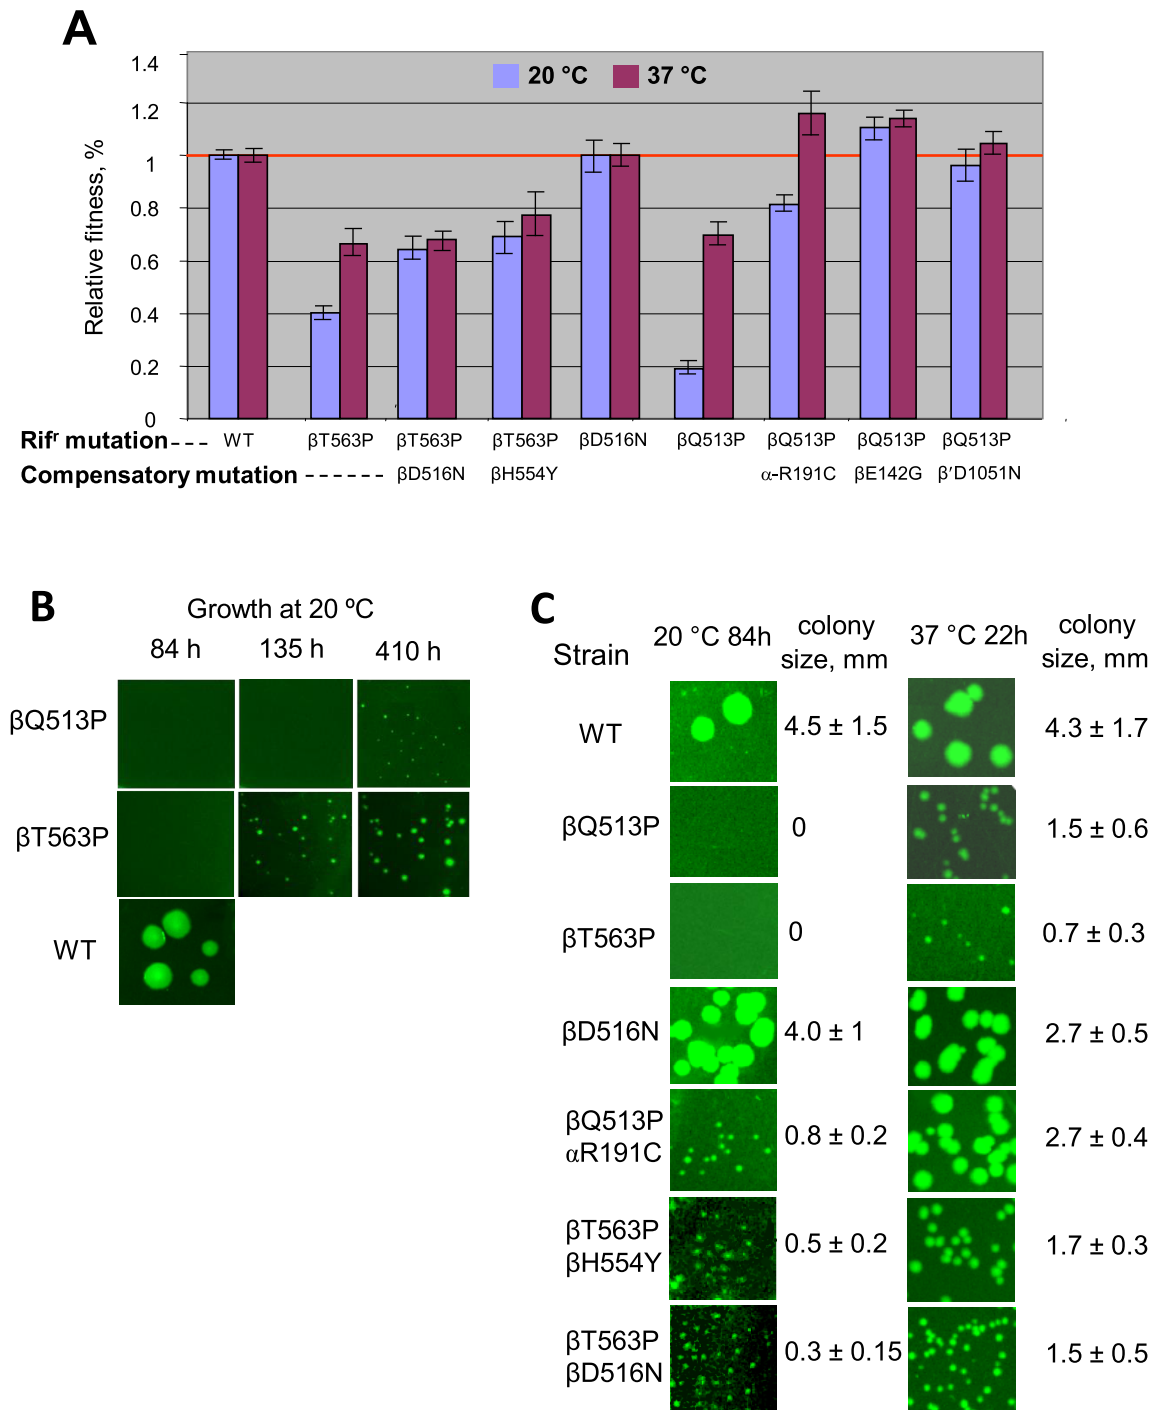 A
20 °C 37 °C
Relative fitness, %
1.4
1.2
1
0.8
0.6
0.4
0.2
0
Rifʳ mutation---- WT βT563P βT563P βT563P βD516N βQ513P βQ513P βQ513P βQ513P
Compensatory mutation ------- βD516N βH554Y α-R191C βE142G β'D1051N
B
Growth at 20 ºC
84 h 135 h 410 h
βQ513P
βT563P
WT
C
Strain 20 °C 84h colony size, mm 37 °C 22h colony size, mm
WT 4.5 ± 1.5 4.3 ± 1.7
βQ513P 0 1.5 ± 0.6
βT563P 0 0.7 ± 0.3
βD516N 4.0 ± 1 2.7 ± 0.5
βQ513P
αR191C 0.8 ± 0.2 2.7 ± 0.4
βT563P
βH554Y 0.5 ± 0.2 1.7 ± 0.3
βT563P
βD516N 0.3 ± 0.15 1.5 ± 0.5